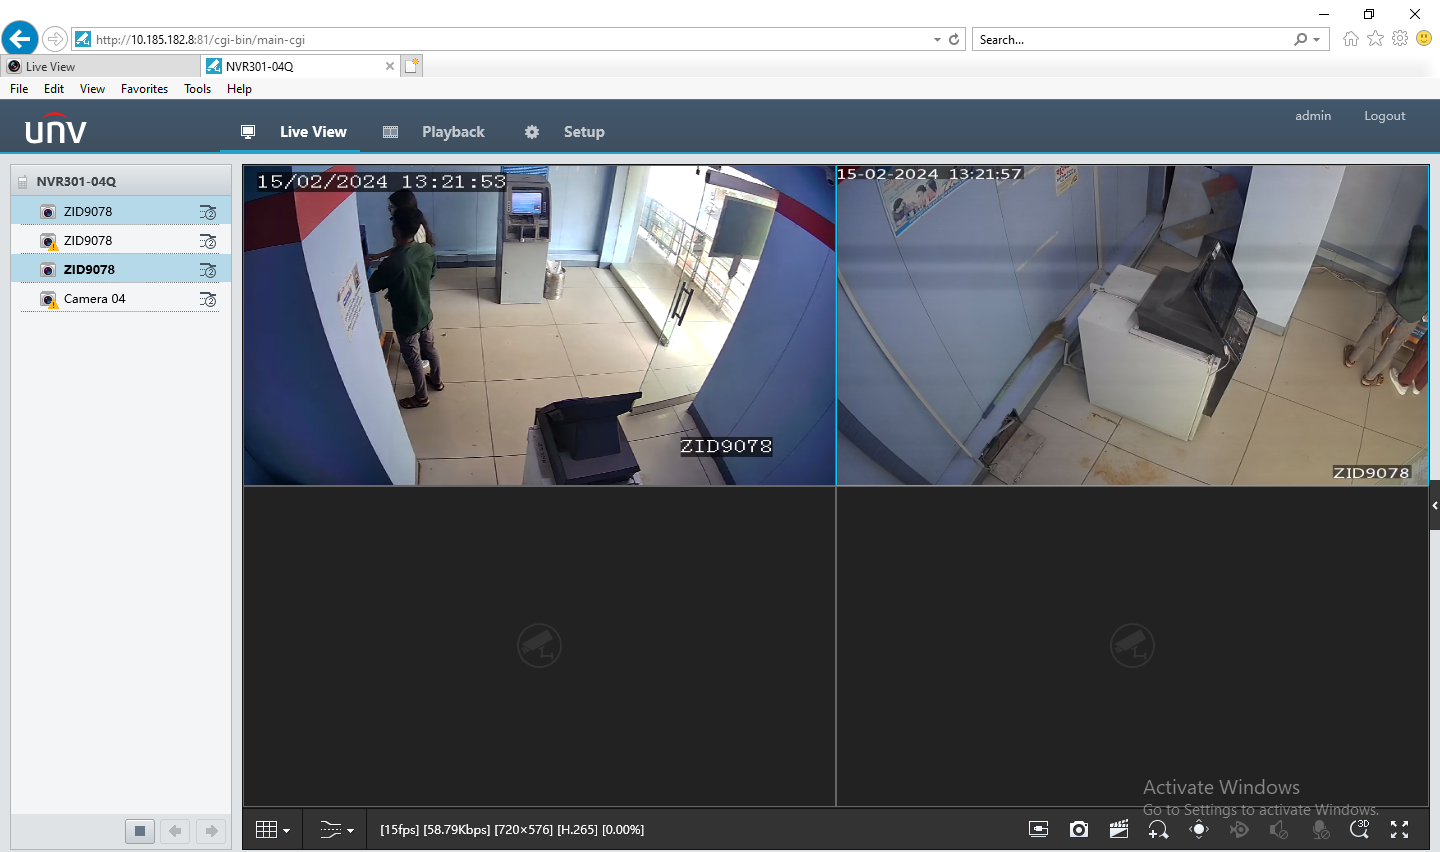 http://10.185.182.8:81/cgi-bin/main-cgi
Search...
Live View
NVR301-04Q
File Edit View Favorites Tools Help
admin Logout
unv
Live View Playback Setup
NVR301-04Q
ZID9078
ZID9078
ZID9078
Camera 04
15/02/2024 13:21:53
ZID9078
15-02-2024 13:21:57
ZID9078
Activate Windows
Go to Settings to activate Windows.
[15fps] [58.79Kbps] [720×576] [H.265] [0.00%]
3D